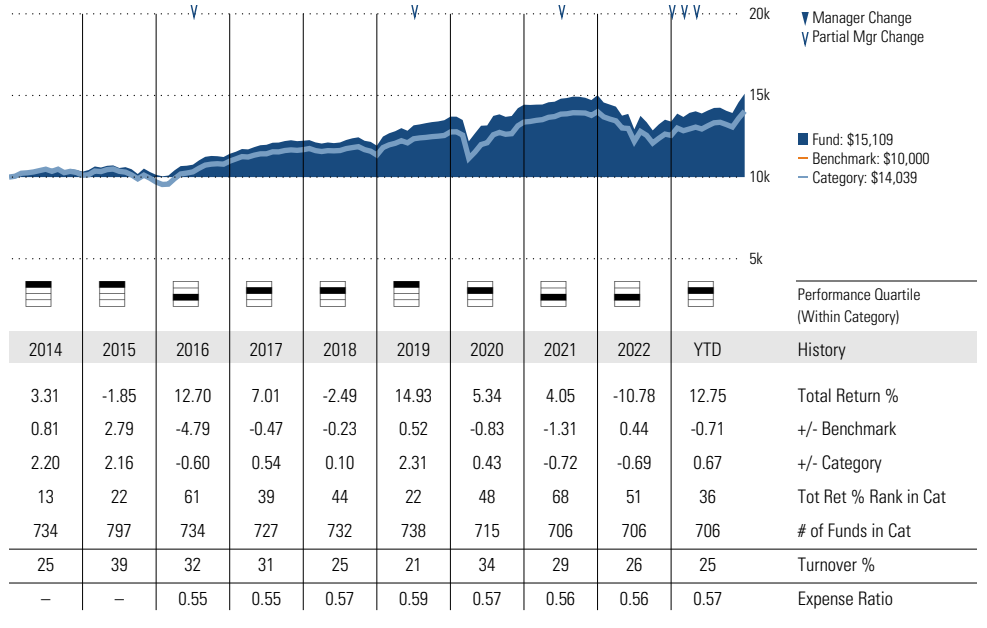 20k
▼ Manager Change
Partial Mgr Change
15k
Fund: $15,109
Benchmark: $10,000
10k
Category: $14,039
5k
Performance Quartile
(Within Category)
2014 2015 2016 2017 2018 2019 2020 2021 2022 YTD History
3.31 -1.85 12.70 7.01 -2.49 14.93 5.34 4.05 -10.78 12.75 Total Return %
0.81 2.79 -4.79 -0.47 -0.23 0.52 -0.83 -1.31 0.44 -0.71 +/- Benchmark
2.20 2.16 -0.60 0.54 0.10 2.31 0.43 -0.72 -0.69 0.67 +/- Category
13 22 61 39 44 22 48 68 51 36 Tot Ret % Rank in Cat
734 797 734 727 732 738 715 706 706 706 # of Funds in Cat
25 39 32 31 25 21 34 29 26 25 Turnover %
– – 0.55 0.55 0.57 0.59 0.57 0.56 0.56 0.57 Expense Ratio